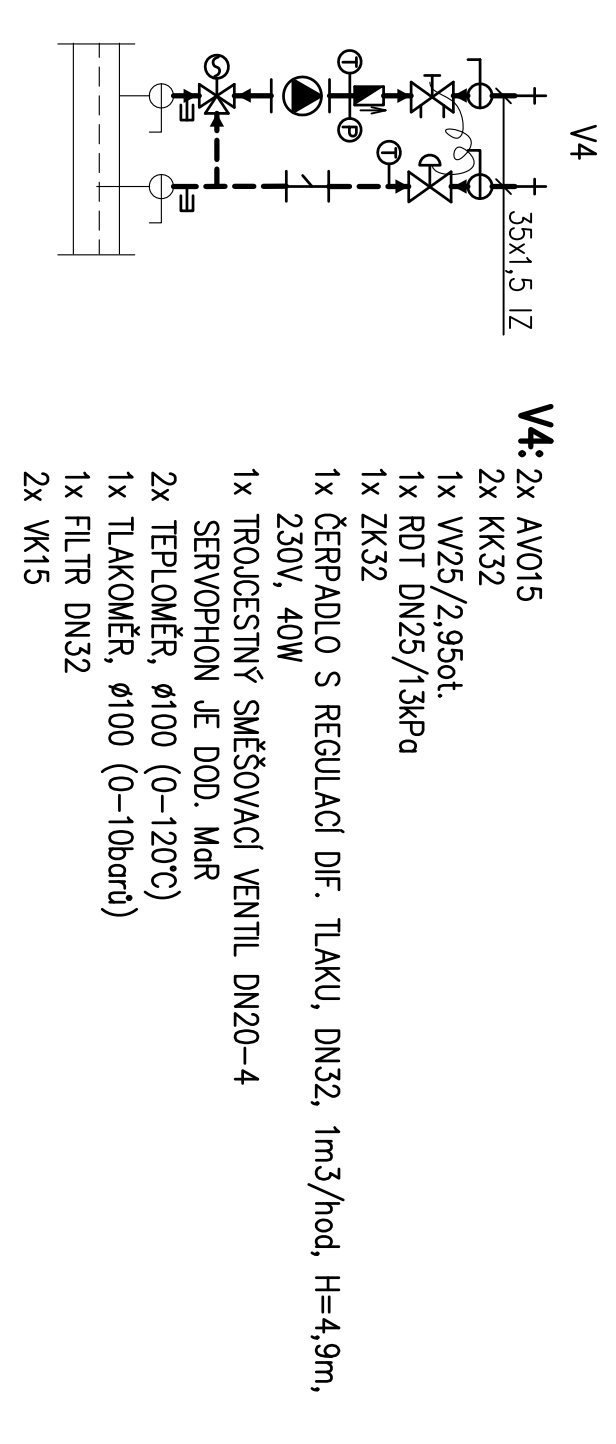 V4
35x1,5 IZ
T
P
T
V4: 2x AVO15
2x KK32
1x VV25/2,95ot.
1x RDT DN25/13kPa
1x ZK32
1x ČERPADLO S REGULACÍ DIF. TLAKU, DN32, 1m3/hod, H=4,9m,
230V, 40W
1x TROJCESTNÝ SMĚŠOVACÍ VENTIL DN20-4
SERVOPHON JE DOD. MaR
2x TEPLOMĚR, ø100 (0-120°C)
1x TLAKOMĚR, ø100 (0-10barů)
1x FILTR DN32
2x VK15